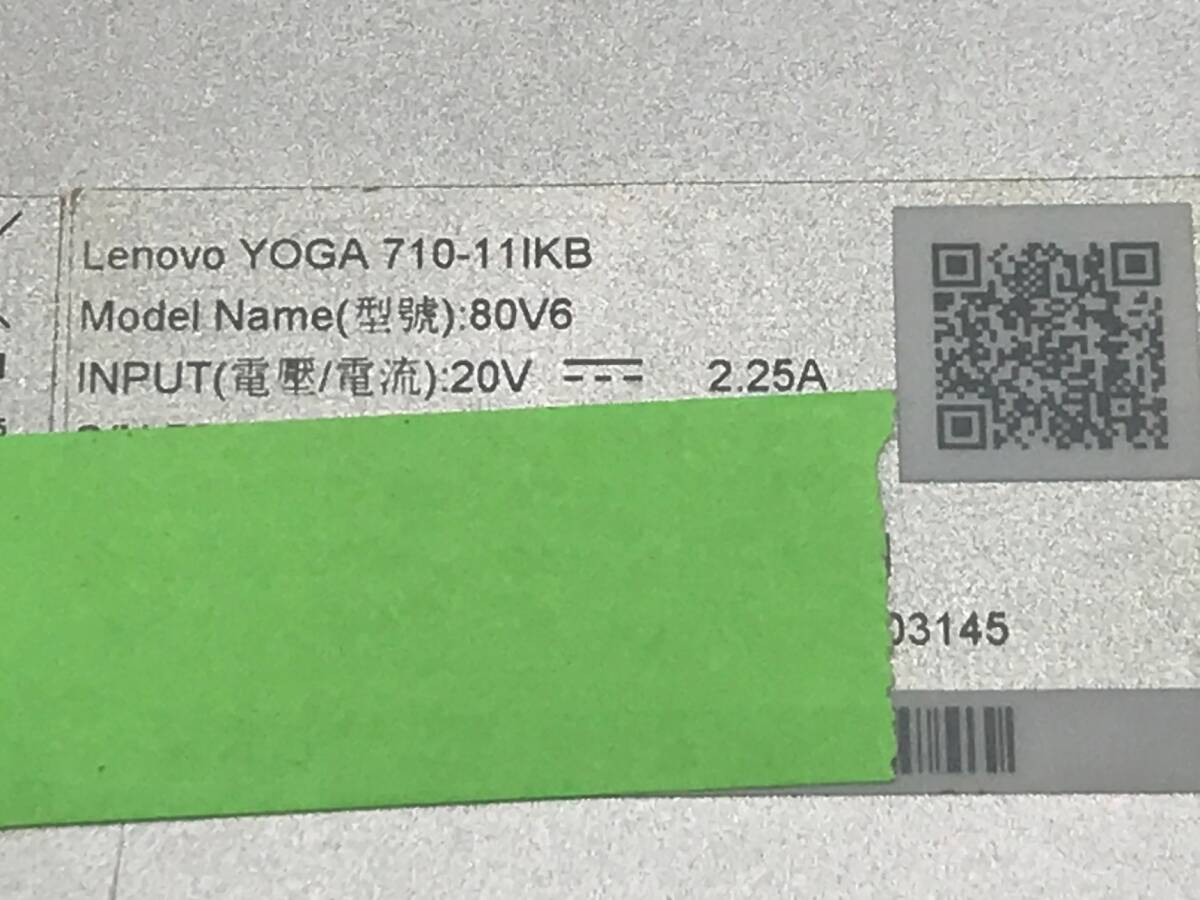 Lenovo YOGA 710-11IKB
Model Name(型號):80V6
INPUT(電壓/電流):20V ⎓ 2.25A
03145